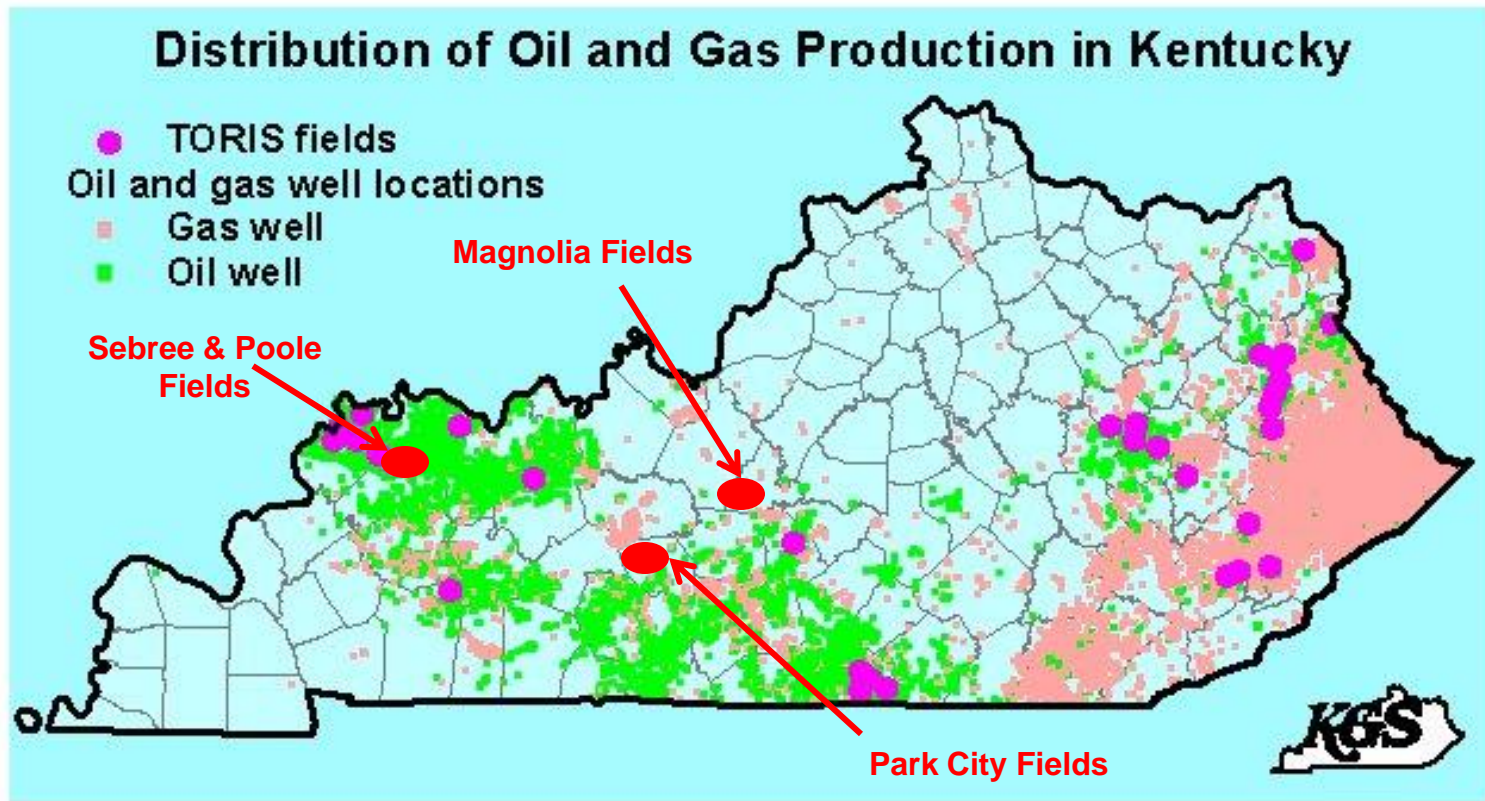 Distribution of Oil and Gas Production in Kentucky
TORIS fields
Oil and gas well locations
Gas well
Oil well
Magnolia Fields
Sebree & Poole
Fields
Park City Fields
KGS